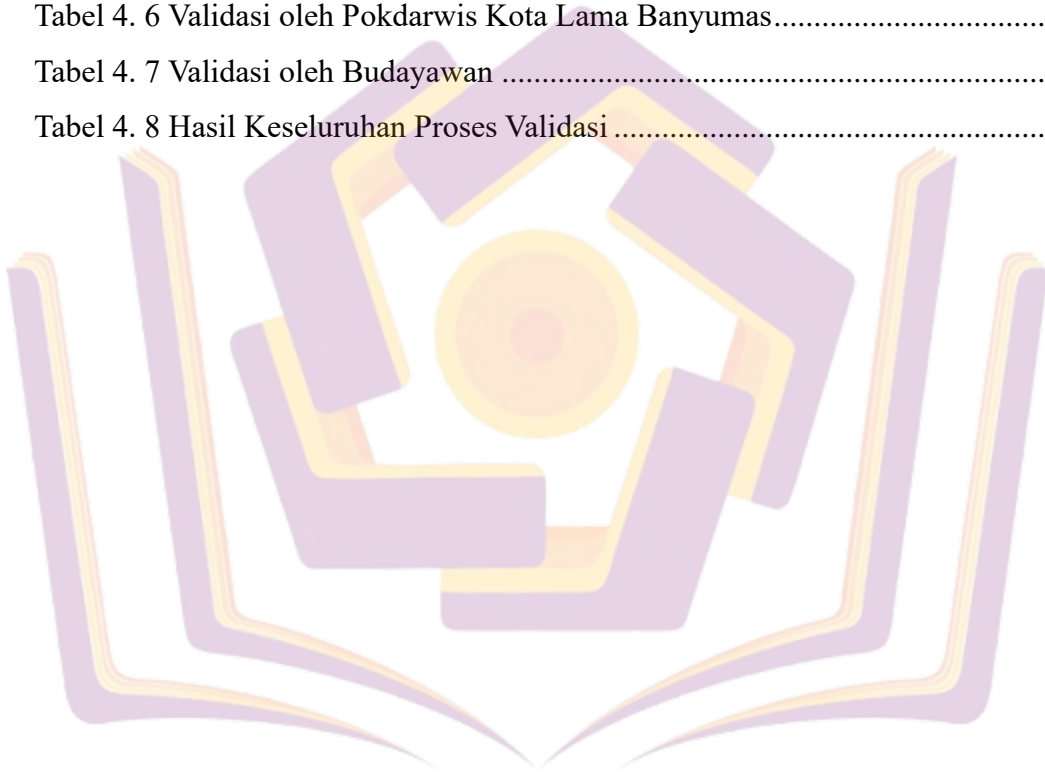 Tabel 4. 6 Validasi oleh Pokdarwis Kota Lama Banyumas....................................
Tabel 4. 7 Validasi oleh Budayawan .......................................................................
Tabel 4. 8 Hasil Keseluruhan Proses Validasi ........................................................